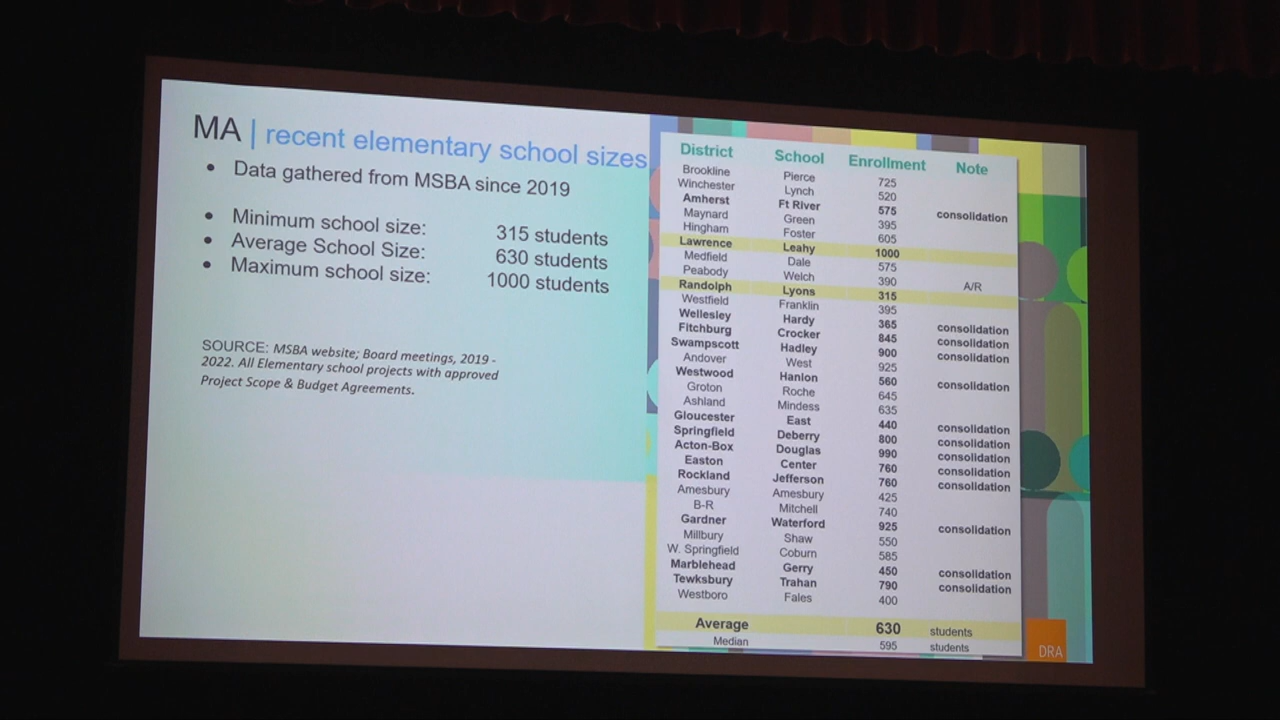 MA | recent elementary school sizes
• Data gathered from MSBA since 2019
• Minimum school size: 315 students
• Average School Size: 630 students
• Maximum school size: 1000 students
SOURCE: MSBA website; Board meetings, 2019 -
2022. All Elementary school projects with approved
Project Scope & Budget Agreements.
District School Enrollment Note
Brookline Pierce 725
Winchester Lynch 520
Amherst Ft River 575 consolidation
Maynard Green 395
Hingham Foster 605
Lawrence Leahy 1000
Medfield Dale 575
Peabody Welch 390
Randolph Lyons 315 A/R
Westfield Franklin 395
Wellesley Hardy 365 consolidation
Fitchburg Crocker 845 consolidation
Swampscott Hadley 900 consolidation
Andover West 925
Westwood Hanlon 560 consolidation
Groton Roche 645
Ashland Mindess 635
Gloucester East 440 consolidation
Springfield Deberry 800 consolidation
Acton-Box Douglas 990 consolidation
Easton Center 760 consolidation
Rockland Jefferson 760 consolidation
Amesbury Amesbury 425
B-R Mitchell 740
Gardner Waterford 925 consolidation
Millbury Shaw 550
W. Springfield Coburn 585
Marblehead Gerry 450 consolidation
Tewksbury Trahan 790 consolidation
Westboro Fales 400
Average 630 students
Median 595 students
DRA